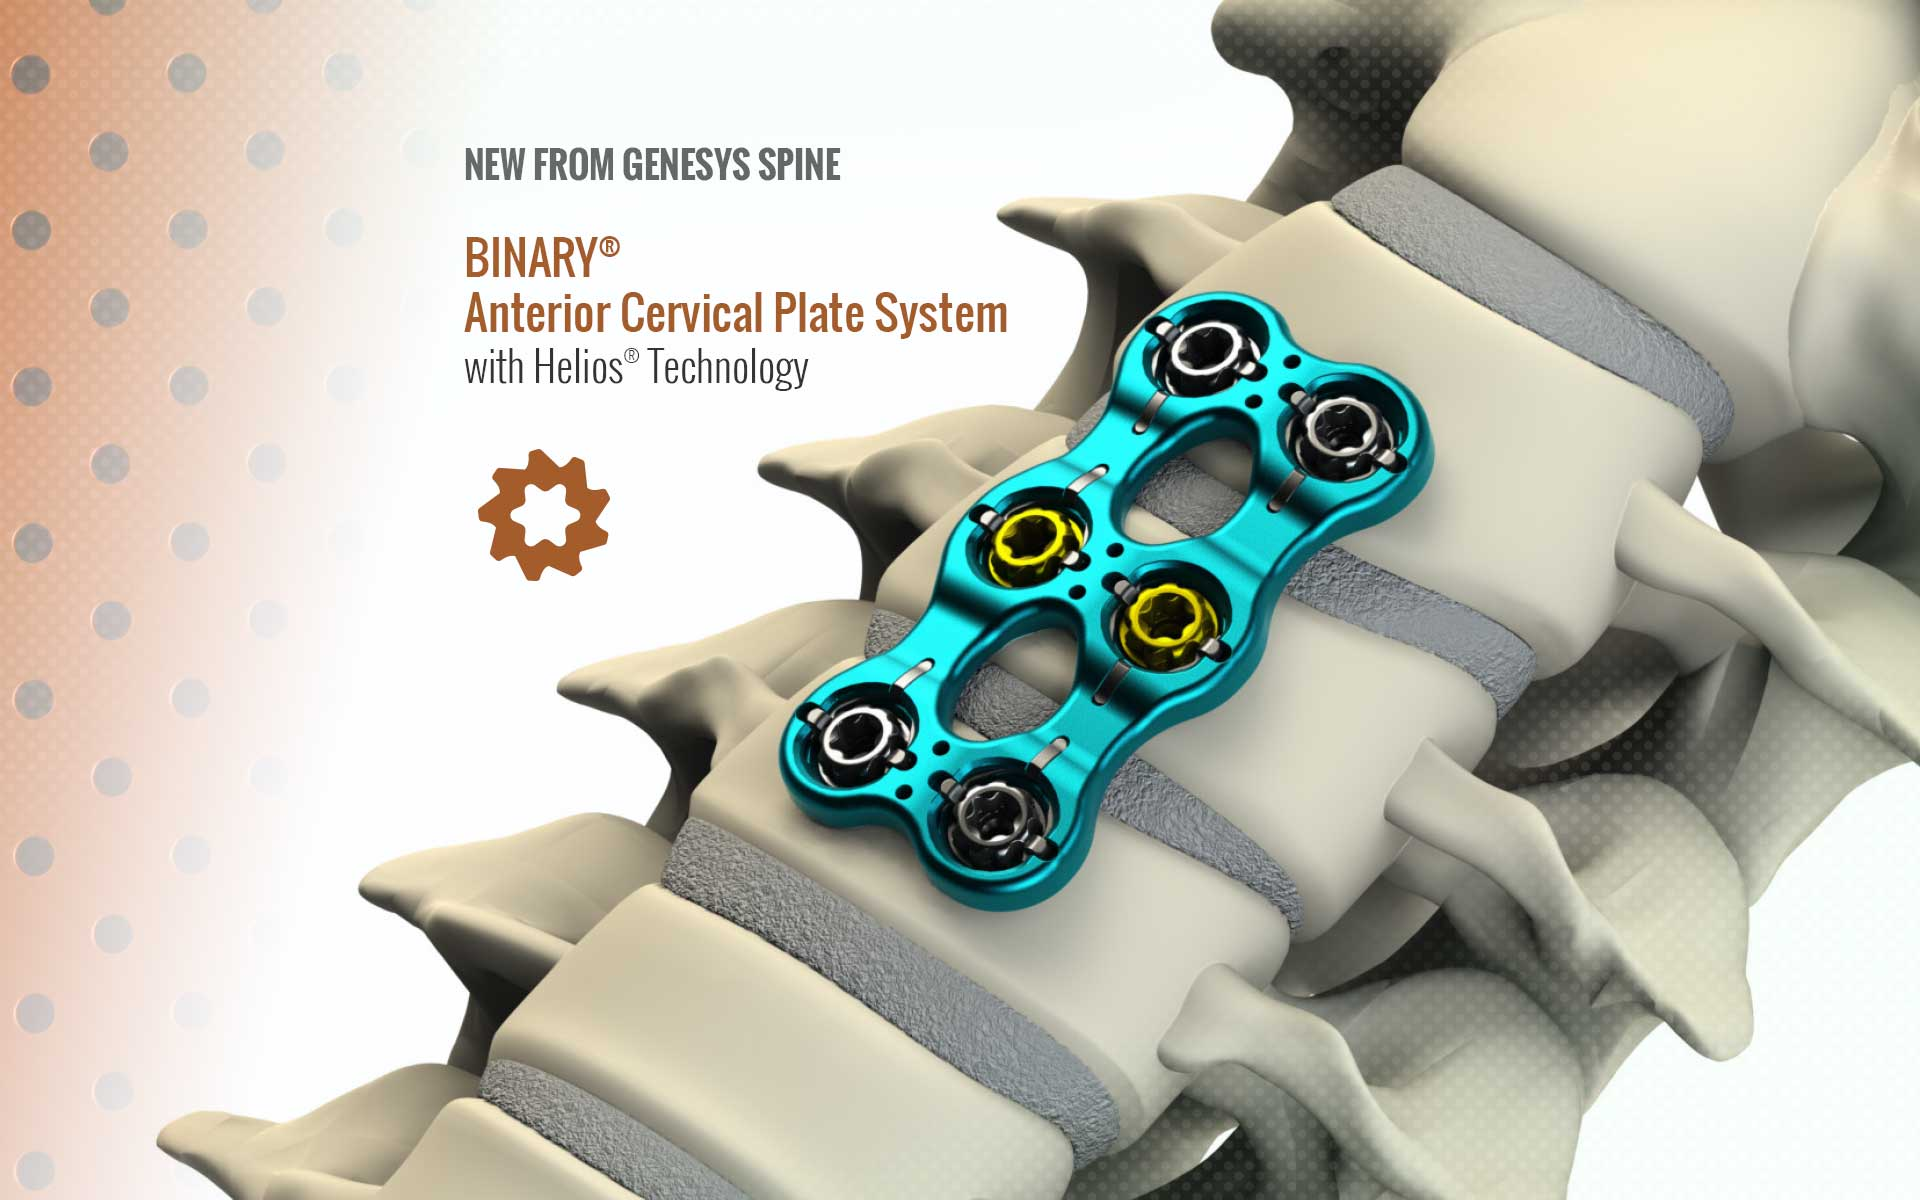 NEW FROM GENESYS SPINE
BINARY®
Anterior Cervical Plate System
with Helios® Technology